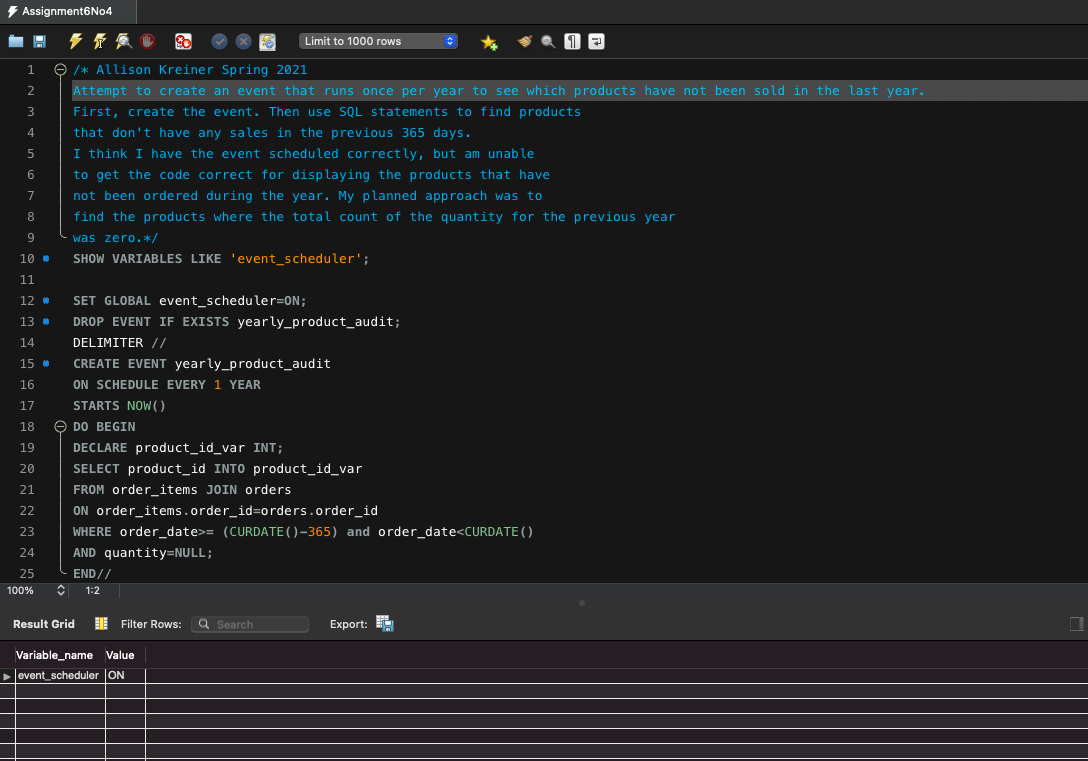 Assignment6No4
Limit to 1000 rows
1 /* Allison Kreiner Spring 2021
2 Attempt to create an event that runs once per year to see which products have not been sold in the last year.
3 First, create the event. Then use SQL statements to find products
4 that don't have any sales in the previous 365 days.
5 I think I have the event scheduled correctly, but am unable
6 to get the code correct for displaying the products that have
7 not been ordered during the year. My planned approach was to
8 find the products where the total count of the quantity for the previous year
9 was zero.*/
10 SHOW VARIABLES LIKE 'event_scheduler';
11
12 SET GLOBAL event_scheduler=ON;
13 DROP EVENT IF EXISTS yearly_product_audit;
14 DELIMITER //
15 CREATE EVENT yearly_product_audit
16 ON SCHEDULE EVERY 1 YEAR
17 STARTS NOW()
18 DO BEGIN
19 DECLARE product_id_var INT;
20 SELECT product_id INTO product_id_var
21 FROM order_items JOIN orders
22 ON order_items.order_id=orders.order_id
23 WHERE order_date>= (CURDATE()-365) and order_date<CURDATE()
24 AND quantity=NULL;
25 END//
100% 1:2
Result Grid Filter Rows: Search Export:
Variable_name Value
event_scheduler ON